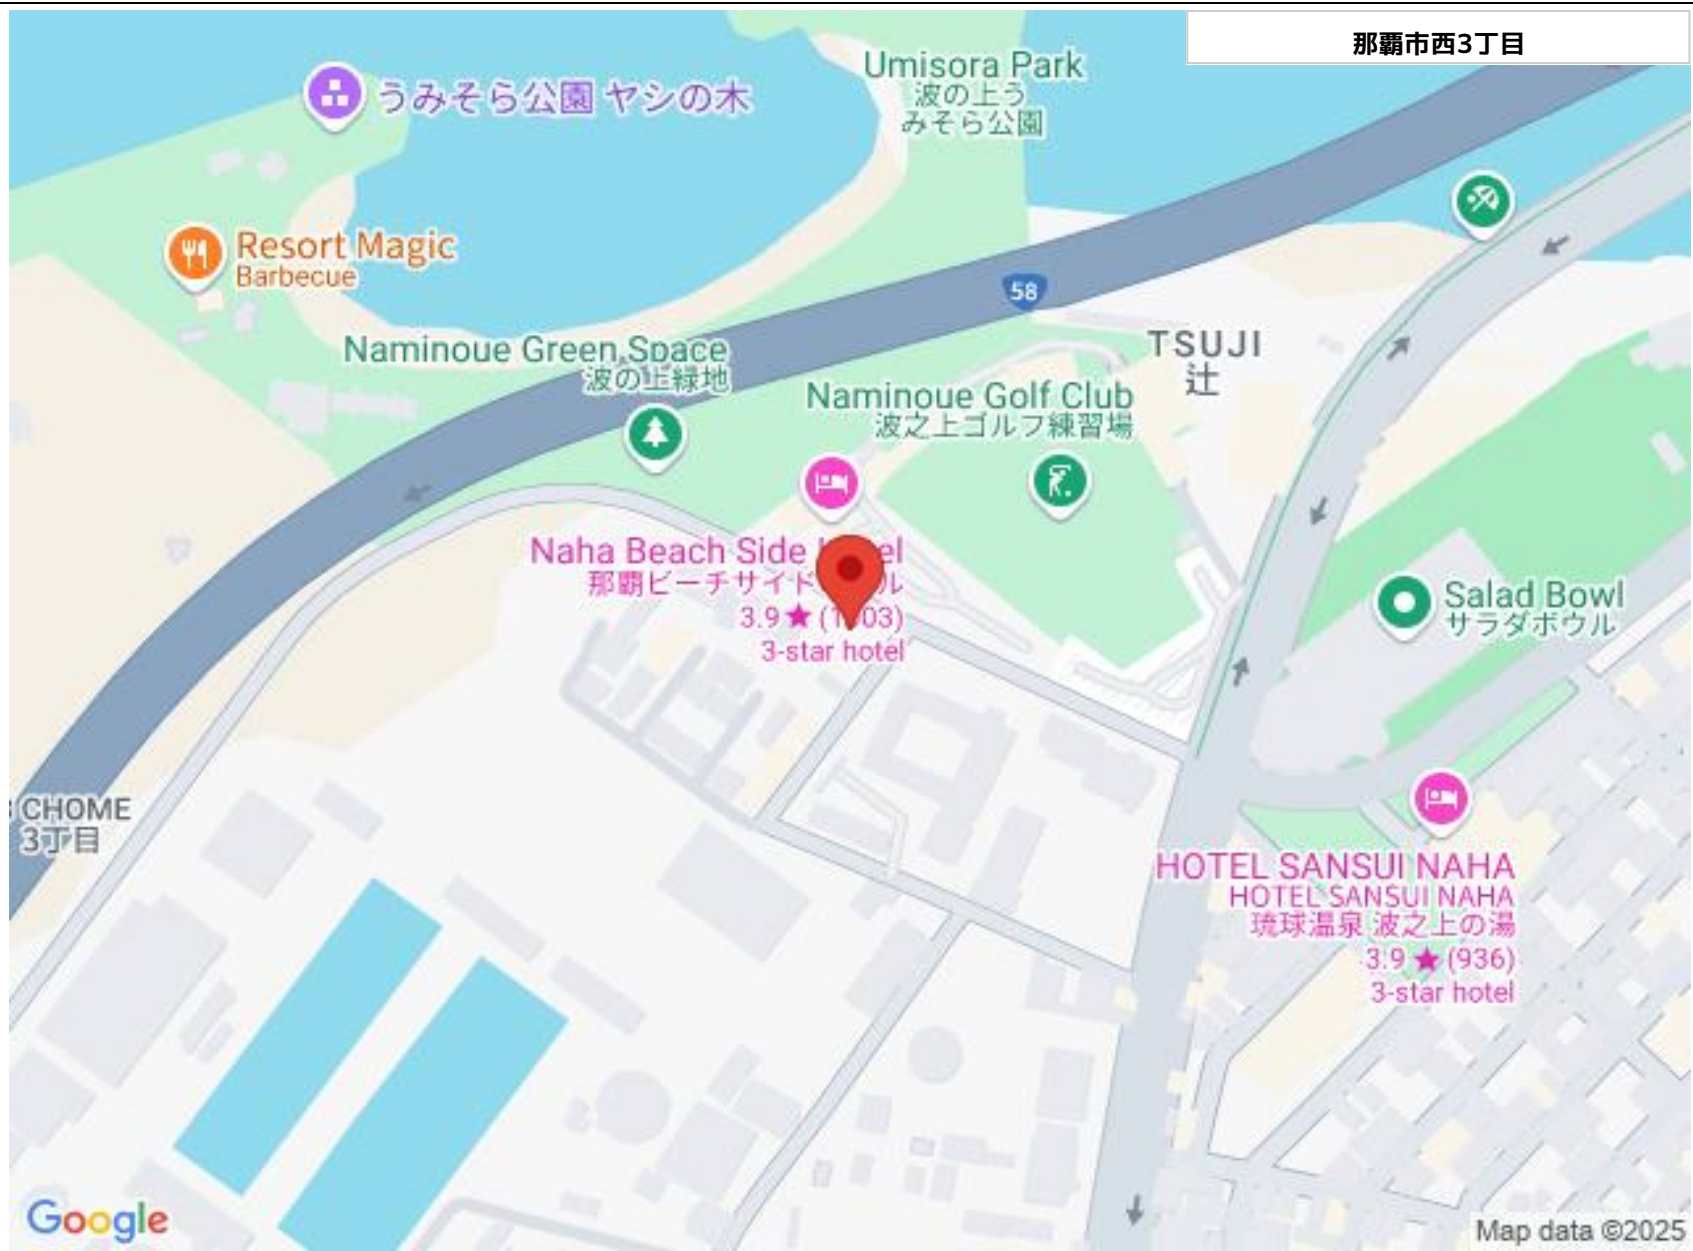 那覇市西3丁目
Umisora Park
波の上う
みそら公園
うみそら公園 ヤシの木
Resort Magic
Barbecue
58
Naminoue Green Space
波の上緑地
TSUJI
辻
Naminoue Golf Club
波之上ゴルフ練習場
Naha Beach Side
那覇ビーチサイド
3.9 ★
3-star hotel
Salad Bowl
サラダボウル
CHOME
3丁目
HOTEL SANSUI NAHA
HOTEL SANSUI NAHA
琉球温泉 波之上の湯
3.9 ★ (936)
3-star hotel
Google
Map data ©2025